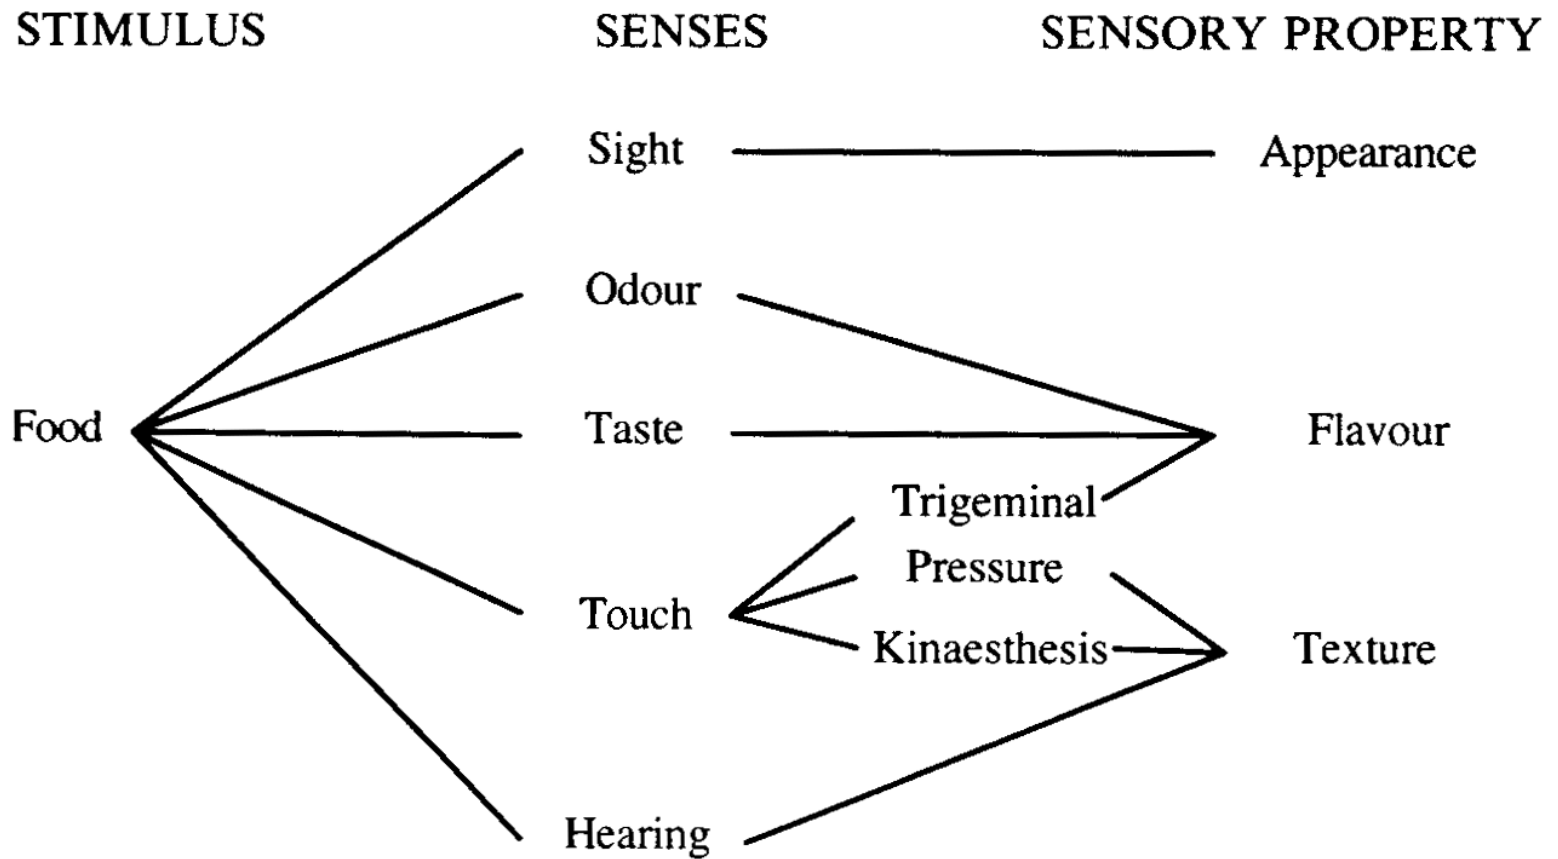 STIMULUS SENSES SENSORY PROPERTY
Sight Appearance
Odour
Food Taste Flavour
Trigeminal
Pressure
Touch
Kinaesthesis Texture
Hearing